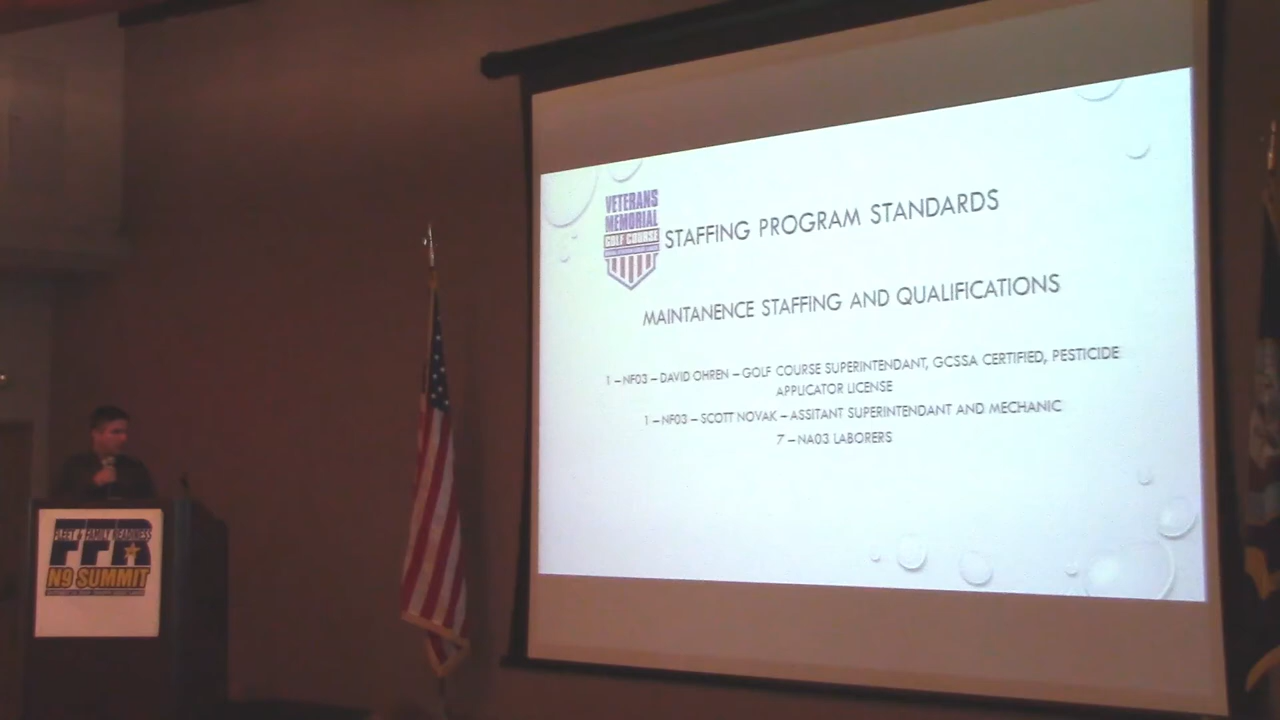 VETERANS
MEMORIAL
GOLF COURSE
STAFFING PROGRAM STANDARDS
MAINTANENCE STAFFING AND QUALIFICATIONS
1 – NF03 – DAVID OHREN – GOLF COURSE SUPERINTENDANT, GCSSA CERTIFIED, PESTICIDE
APPLICATOR LICENSE
1 – NF03 – SCOTT NOVAK – ASSITANT SUPERINTENDANT AND MECHANIC
7 – NA03 LABORERS
FLEET & FAMILY READINESS
FFR
N9 SUMMIT